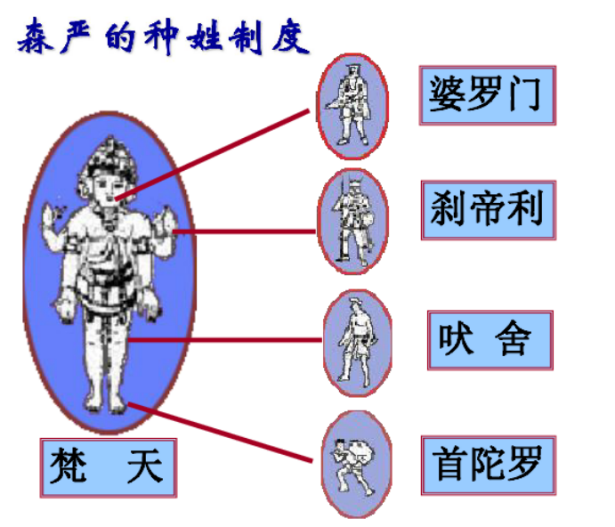 森严的种姓制度
婆罗门
刹帝利
吠 舍
首陀罗
梵 天